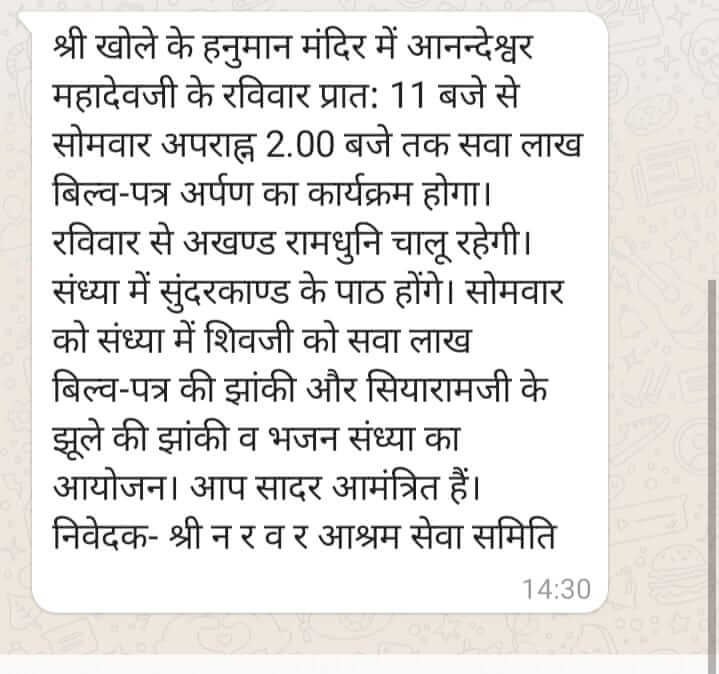 श्री खोले के हनुमान मंदिर में आनन्देश्वर
महादेवजी के रविवार प्रात: 11 बजे से
सोमवार अपराह्न 2.00 बजे तक सवा लाख
बिल्व-पत्र अर्पण का कार्यक्रम होगा।
रविवार से अखण्ड रामधुनि चालू रहेगी।
संध्या में सुंदरकाण्ड के पाठ होंगे। सोमवार
को संध्या में शिवजी को सवा लाख
बिल्व-पत्र की झांकी और सियारामजी के
झूले की झांकी व भजन संध्या का
आयोजन। आप सादर आमंत्रित हैं।
निवेदक- श्री न र व र आश्रम सेवा समिति
14:30